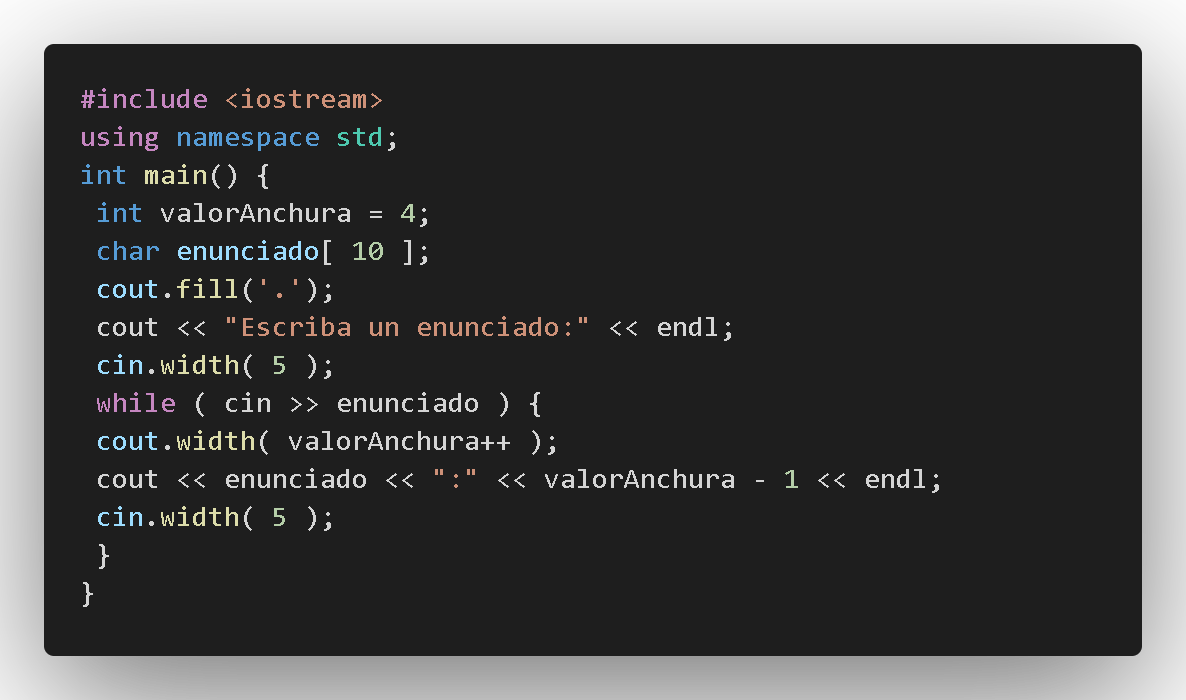 #include <iostream>
using namespace std;
int main() {
 int valorAnchura = 4;
 char enunciado[ 10 ];
 cout.fill('.');
 cout << "Escriba un enunciado:" << endl;
 cin.width( 5 );
 while ( cin >> enunciado ) {
 cout.width( valorAnchura++ );
 cout << enunciado << ":" << valorAnchura - 1 << endl;
 cin.width( 5 );
 }
}